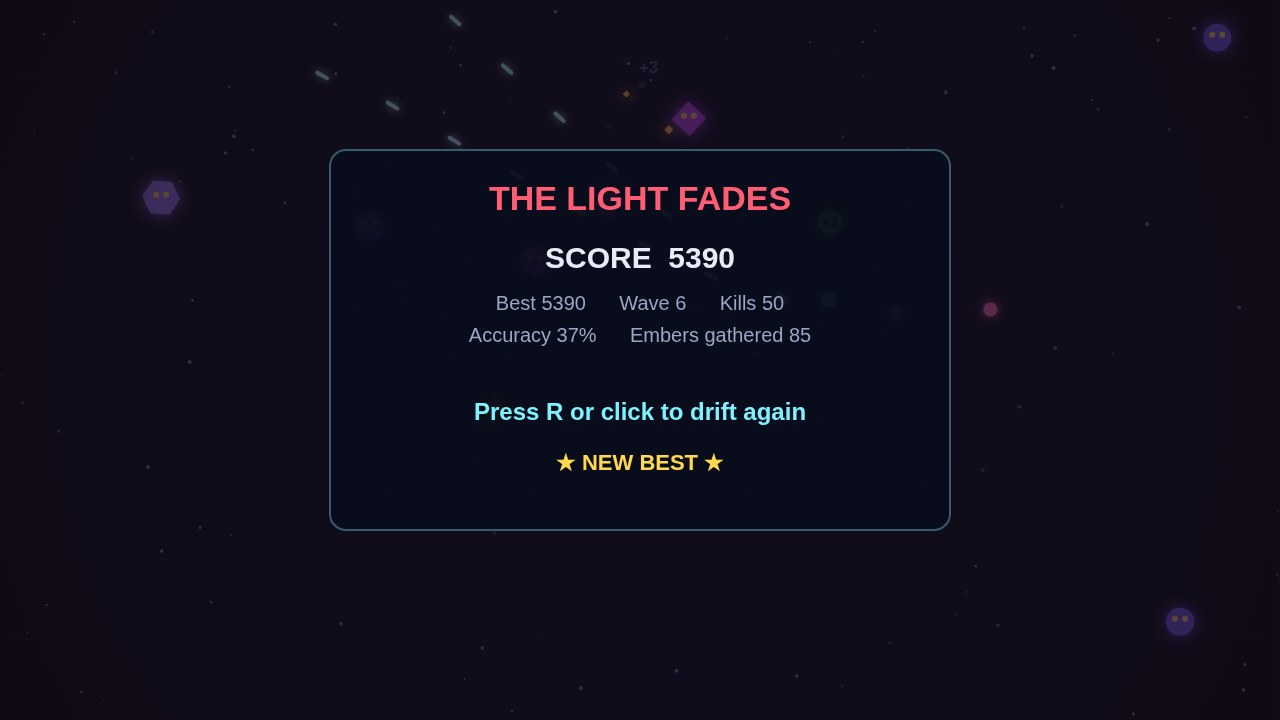 +3
THE LIGHT FADES
SCORE 5390
Best 5390 Wave 6 Kills 50
Accuracy 37% Embers gathered 85
Press R or click to drift again
★ NEW BEST ★